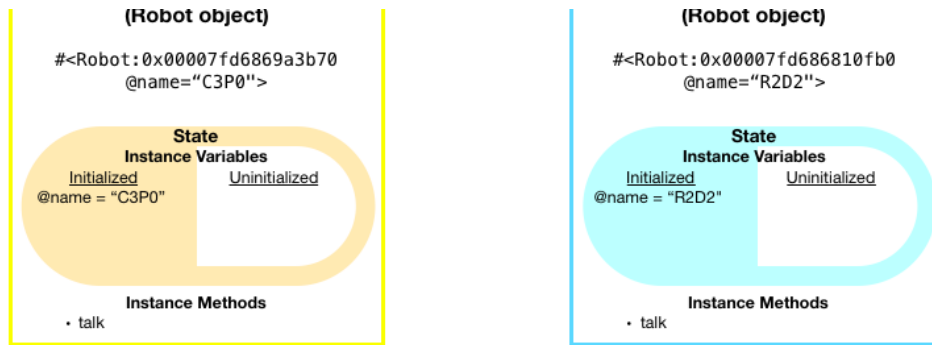 (Robot object)
#<Robot:0x00007fd6869a3b70
@name=“C3P0">
State
Instance Variables
Initialized Uninitialized
@name = “C3P0”
Instance Methods
• talk
(Robot object)
#<Robot:0x00007fd686810fb0
@name=“R2D2">
State
Instance Variables
Initialized Uninitialized
@name = “R2D2"
Instance Methods
• talk